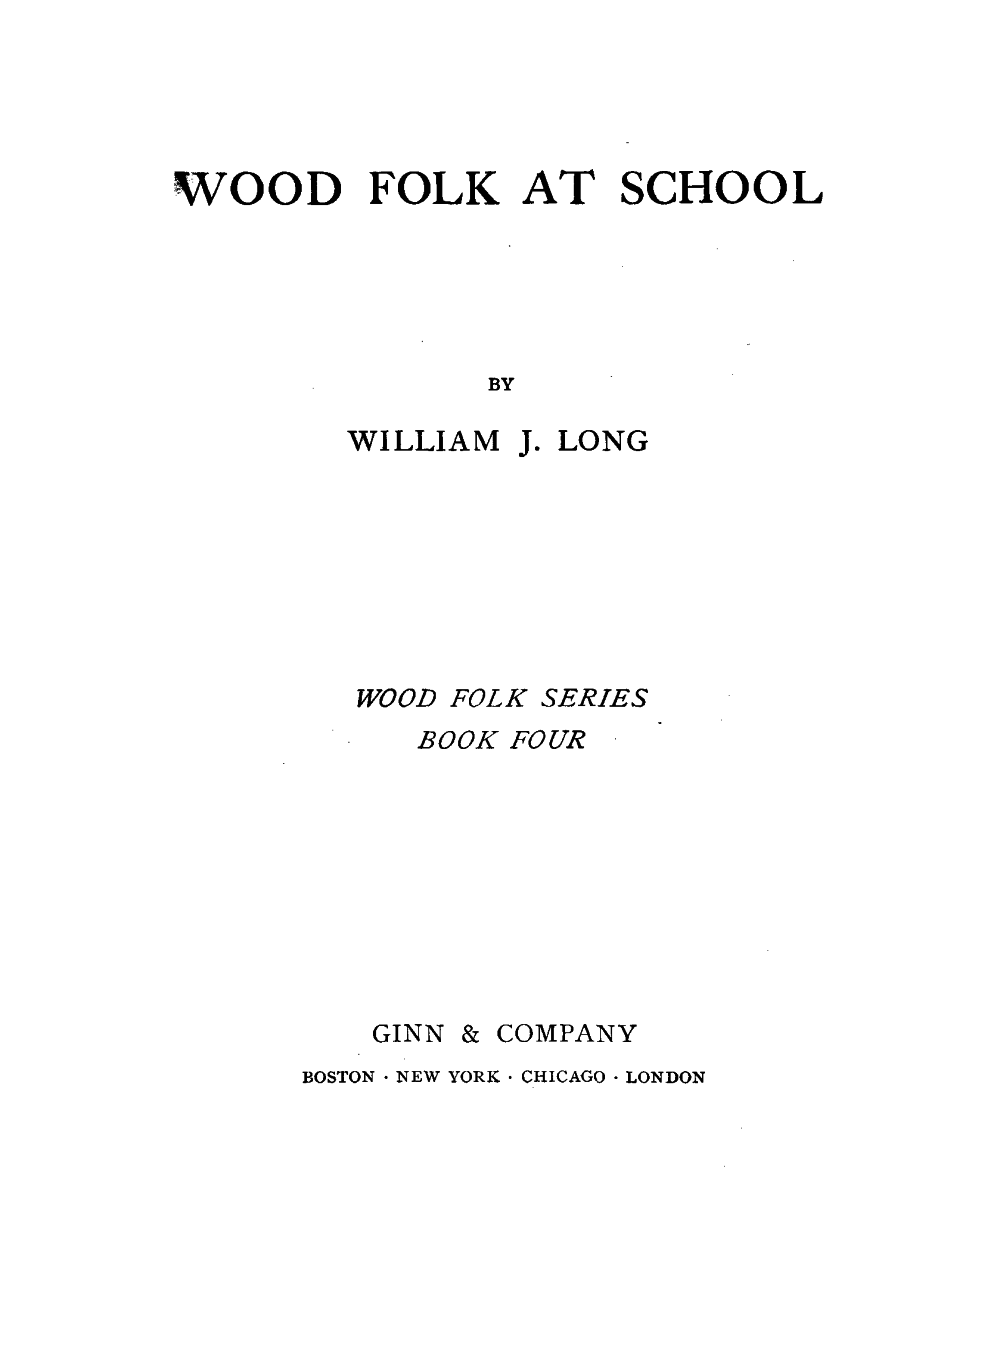 WOOD FOLK AT SCHOOL
BY
WILLIAM J. LONG
WOOD FOLK SERIES
BOOK FOUR
GINN & COMPANY
BOSTON · NEW YORK · CHICAGO · LONDON